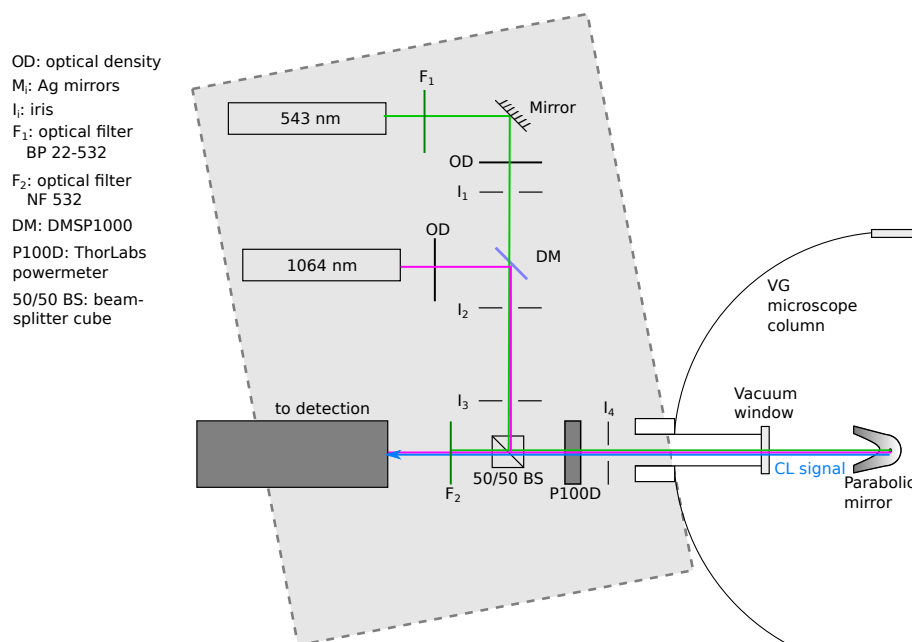 OD: optical density
Mᵢ: Ag mirrors
Iᵢ: iris
F₁: optical filter
BP 22-532
F₂: optical filter
NF 532
DM: DMSP1000
P100D: ThorLabs
powermeter
50/50 BS: beam-
splitter cube
F₁
543 nm
Mirror
OD
I₁
OD
1064 nm
DM
I₂
VG
microscope
column
I₃
to detection
I₄
Vacuum
window
F₂
50/50 BS
P100D
CL signal
Parabolic
mirror